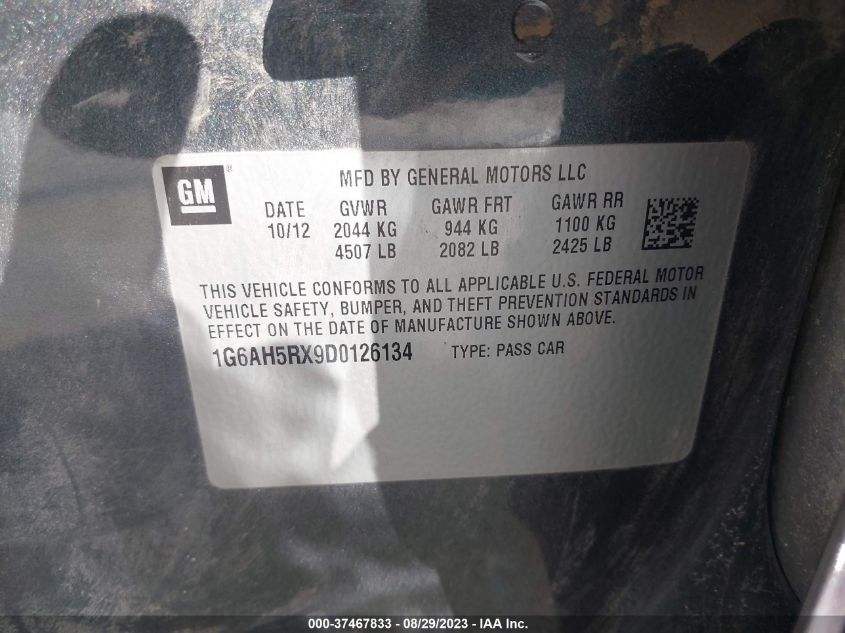 GM®
MFD BY GENERAL MOTORS LLC
DATE GVWR GAWR FRT GAWR RR
10/12 2044 KG 944 KG 1100 KG
4507 LB 2082 LB 2425 LB
THIS VEHICLE CONFORMS TO ALL APPLICABLE U.S. FEDERAL MOTOR
VEHICLE SAFETY, BUMPER, AND THEFT PREVENTION STANDARDS IN
EFFECT ON THE DATE OF MANUFACTURE SHOWN ABOVE.
1G6AH5RX9D0126134 TYPE: PASS CAR
000-37467833 - 08/29/2023 - IAA Inc.